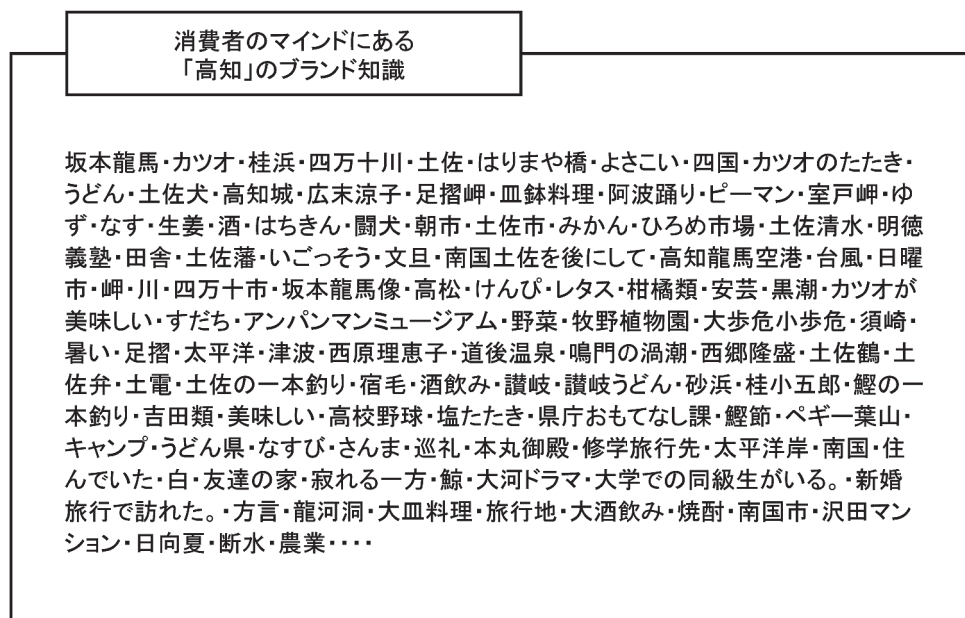 消費者のマインドにある
「高知」のブランド知識
坂本龍馬・カツオ・桂浜・四万十川・土佐・はりまや橋・よさこい・四国・カツオのたたき・
うどん・土佐犬・高知城・広末涼子・足摺岬・皿鉢料理・阿波踊り・ピーマン・室戸岬・ゆ
ず・なす・生姜・酒・はちきん・闘犬・朝市・土佐市・みかん・ひろめ市場・土佐清水・明徳
義塾・田舎・土佐藩・いごっそう・文旦・南国土佐を後にして・高知龍馬空港・台風・日曜
市・岬・川・四万十市・坂本龍馬像・高松・けんぴ・レタス・柑橘類・安芸・黒潮・カツオが
美味しい・すだち・アンパンマンミュージアム・野菜・牧野植物園・大歩危小歩危・須崎・
暑い・足摺・太平洋・津波・西原理恵子・道後温泉・鳴門の渦潮・西郷隆盛・土佐鶴・土
佐弁・土電・土佐の一本釣り・宿毛・酒飲み・讃岐・讃岐うどん・砂浜・桂小五郎・鰹の一
本釣り・吉田類・美味しい・高校野球・塩たたき・県庁おもてなし課・鰹節・ペギー葉山・
キャンプ・うどん県・なすび・さんま・巡礼・本丸御殿・修学旅行先・太平洋岸・南国・住
んでいた・白・友達の家・寂れる一方・鯨・大河ドラマ・大学での同級生がいる。・新婚
旅行で訪れた。・方言・龍河洞・大皿料理・旅行地・大酒飲み・焼酎・南国市・沢田マン
ション・日向夏・断水・農業・・・・